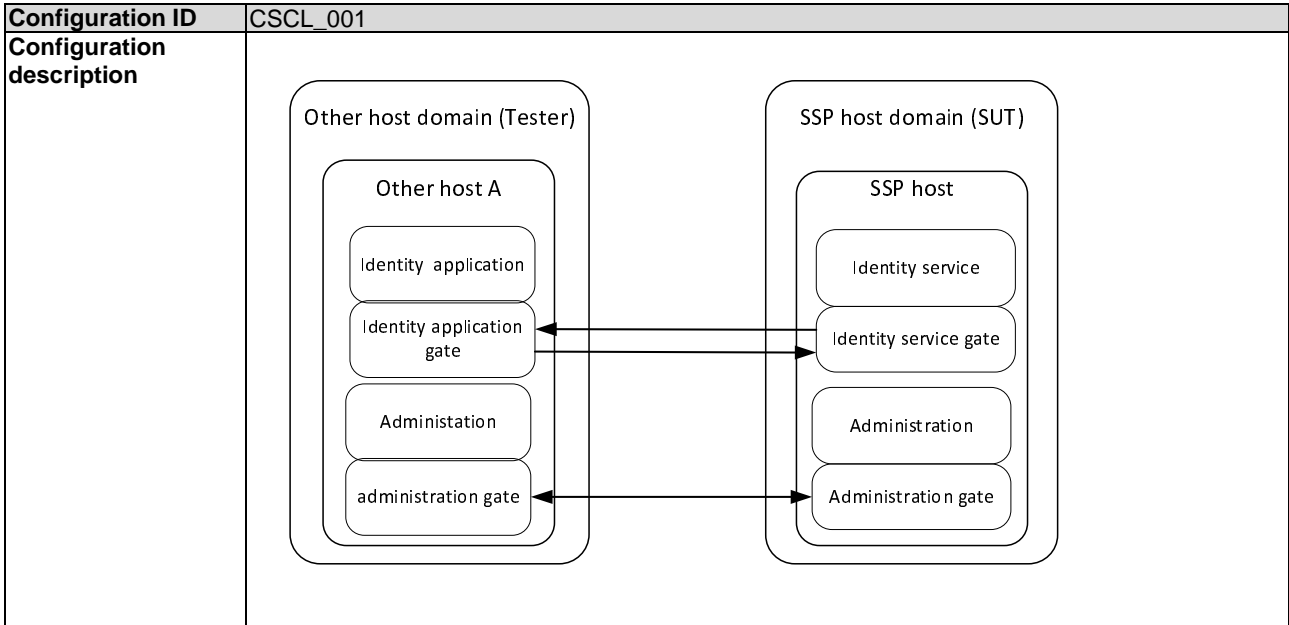 Configuration ID CSCL_001
Configuration
description
Other host domain (Tester)
Other host A
Identity application
Identity application
gate
Administation
administration gate
SSP host domain (SUT)
SSP host
Identity service
Identity service gate
Administration
Administration gate